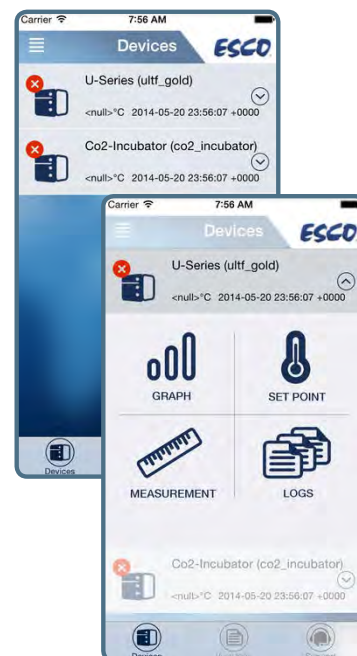 Carrier 7:56 AM
Devices ESCO
U-Series (ultf_gold)
<null>°C 2014-05-20 23:56:07 +0000
Co2-Incubator (co2_incubator)
<null>°C 2014-05-20 23:56:07 +0000
Devices
Carrier 7:56 AM
Devices ESCO
U-Series (ultf_gold)
<null>°C 2014-05-20 23:56:07 +0000
GRAPH SET POINT
MEASUREMENT LOGS
Co2-Incubator (co2_incubator)
<null>°C 2014-05-20 23:56:07 +0000
Devices